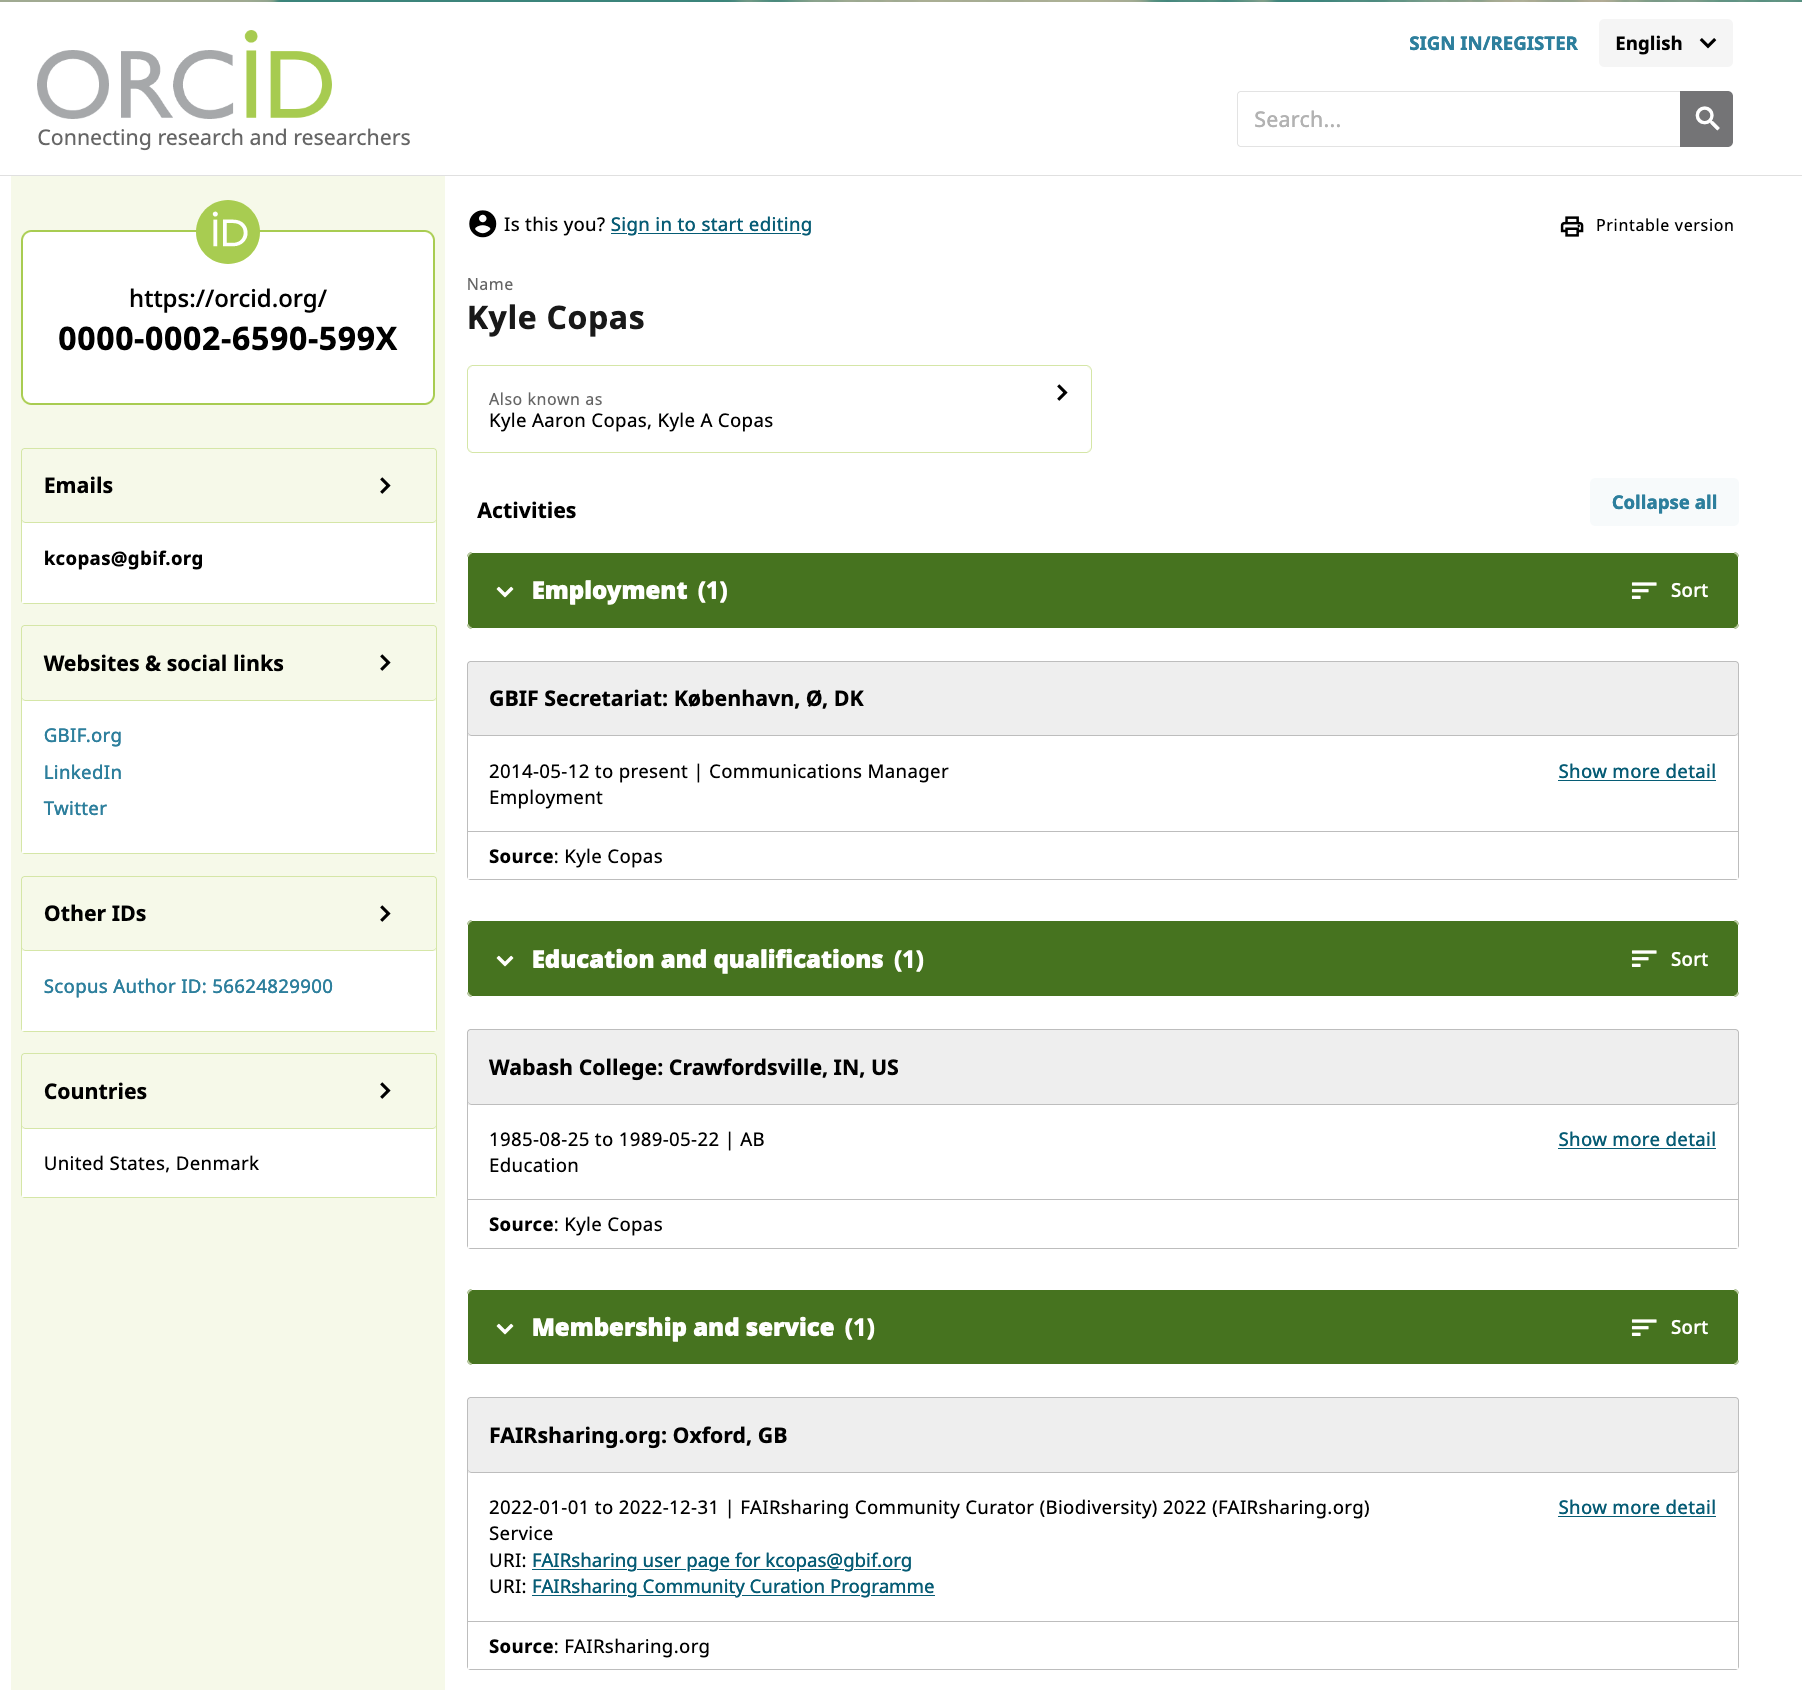 ORCID
Connecting research and researchers
SIGN IN/REGISTER
English
Search...
iD
https://orcid.org/
0000-0002-6590-599X
Emails
kcopas@gbif.org
Websites & social links
GBIF.org
LinkedIn
Twitter
Other IDs
Scopus Author ID: 56624829900
Countries
United States, Denmark
Is this you? Sign in to start editing
Printable version
Name
Kyle Copas
Also known as
Kyle Aaron Copas, Kyle A Copas
Activities
Collapse all
Employment (1)
Sort
GBIF Secretariat: København, Ø, DK
2014-05-12 to present | Communications Manager
Show more detail
Employment
Source: Kyle Copas
Education and qualifications (1)
Sort
Wabash College: Crawfordsville, IN, US
1985-08-25 to 1989-05-22 | AB
Show more detail
Education
Source: Kyle Copas
Membership and service (1)
Sort
FAIRsharing.org: Oxford, GB
2022-01-01 to 2022-12-31 | FAIRsharing Community Curator (Biodiversity) 2022 (FAIRsharing.org)
Show more detail
Service
URI: FAIRsharing user page for kcopas@gbif.org
URI: FAIRsharing Community Curation Programme
Source: FAIRsharing.org